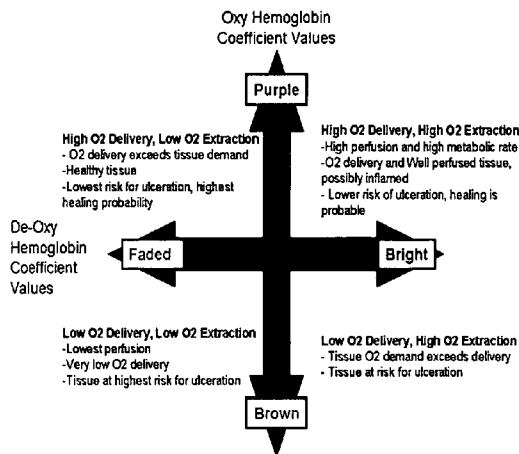 Oxy Hemoglobin
Coefficient Values
Purple
High O2 Delivery, Low O2 Extraction
- O2 delivery exceeds tissue demand
- Healthy tissue
-Lowest risk for ulceration, highest
healing probability
High O2 Delivery, High O2 Extraction
-High perfusion and high metabolic rate
-O2 delivery and Well perfused tissue,
possibly inflamed
- Lower risk of ulceration, healing is
probable
De-Oxy
Hemoglobin
Coefficient
Values
Faded
Bright
Low O2 Delivery, Low O2 Extraction
-Lowest perfusion
-Very low O2 delivery
-Tissue at highest risk for ulceration
Low O2 Delivery, High O2 Extraction
- Tissue O2 demand exceeds delivery
- Tissue at risk for ulceration
Brown